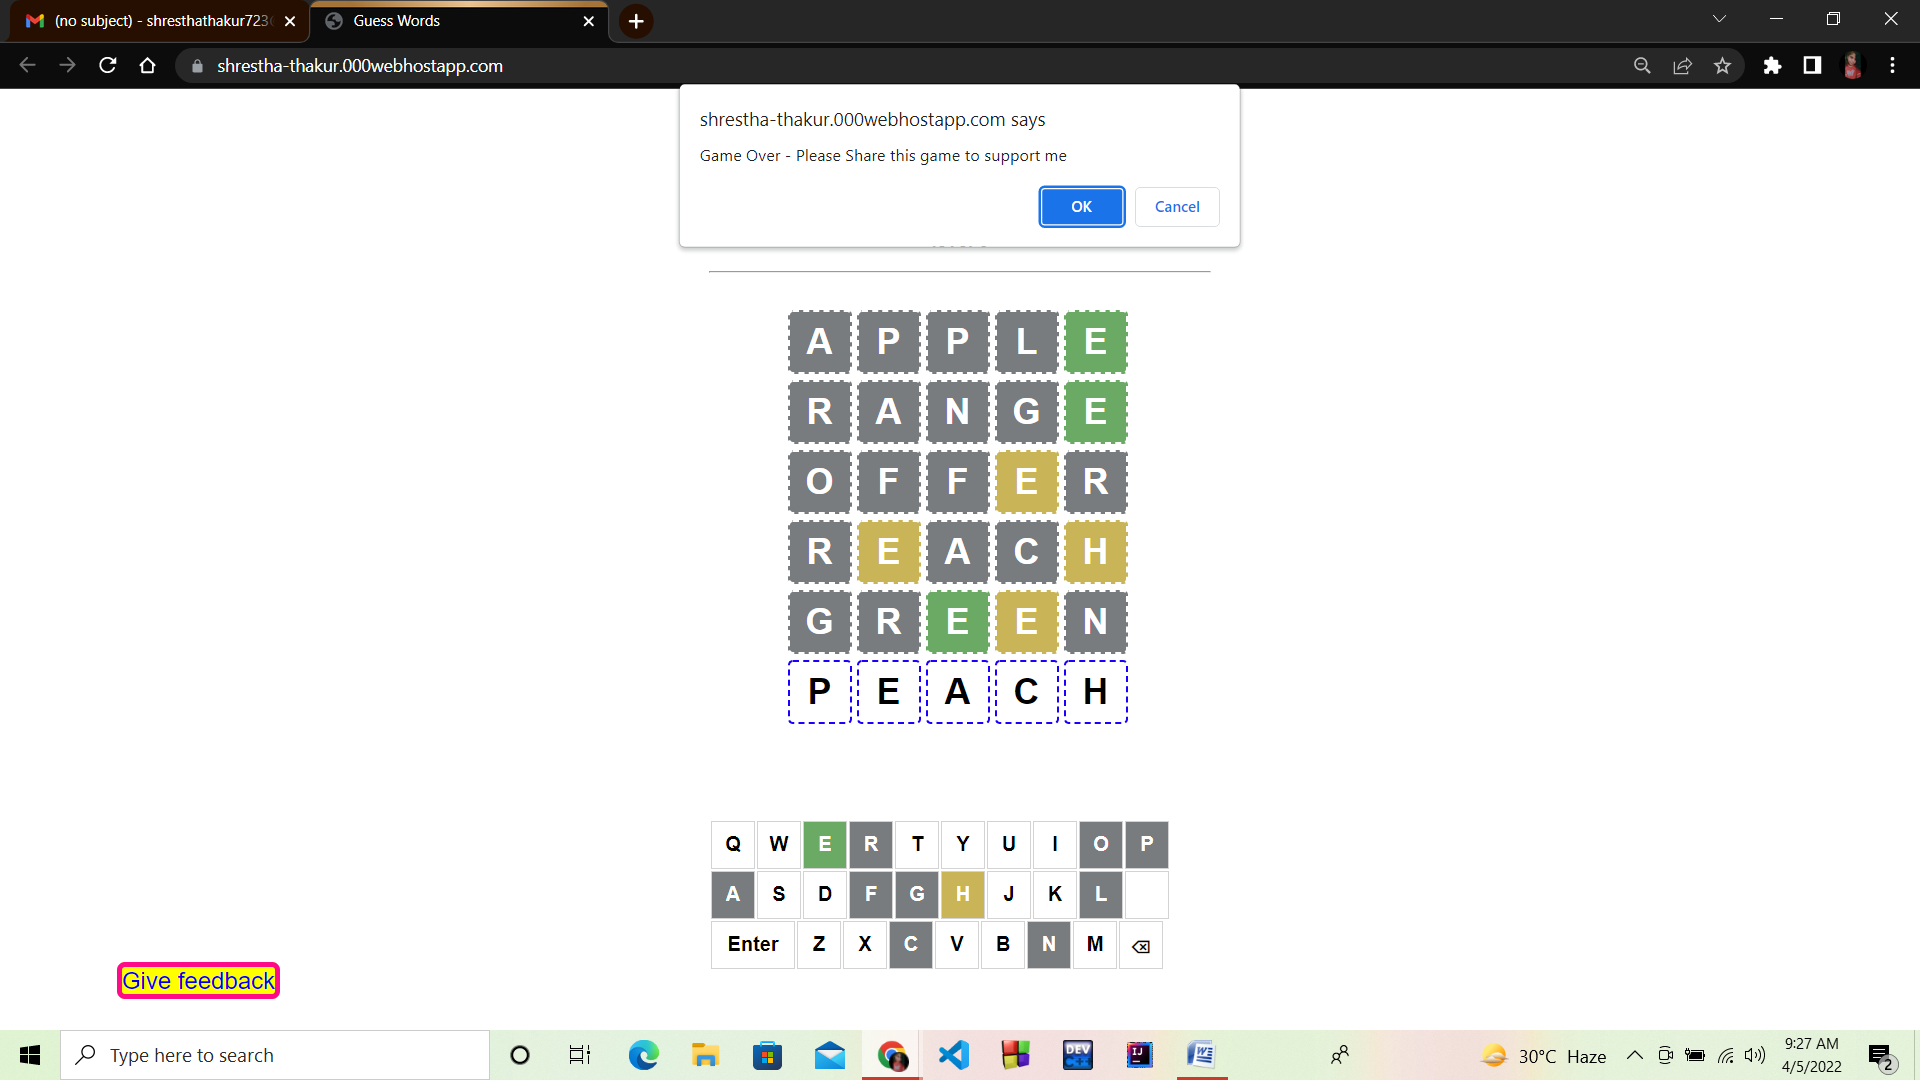 (no subject) - shresthathakur723
Guess Words
shrestha-thakur.000webhostapp.com
shrestha-thakur.000webhostapp.com says
Game Over - Please Share this game to support me
OK
Cancel
A P P L E
R A N G E
O F F E R
R E A C H
G R E E N
P E A C H
Q W E R T Y U I O P
A S D F G H J K L
Enter Z X C V B N M
Give feedback
Type here to search
DEV
C++
IJ
W
30°C Haze
9:27 AM
4/5/2022
2